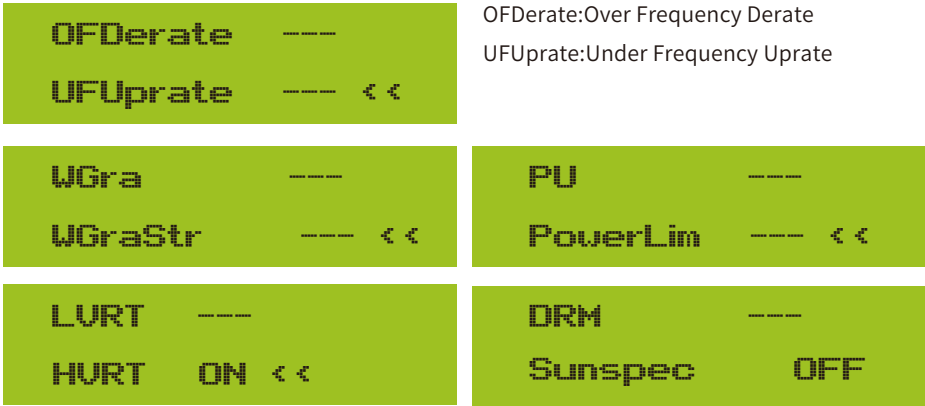 OFDerate ---
UFUprate --- <<
OFDerate:Over Frequency Derate
UFUprate:Under Frequency Uprate
WGra ---
WGraStr --- <<
PU ---
PowerLim --- <<
LVRT ---
HVRT ON <<
DRM ---
Sunspec OFF